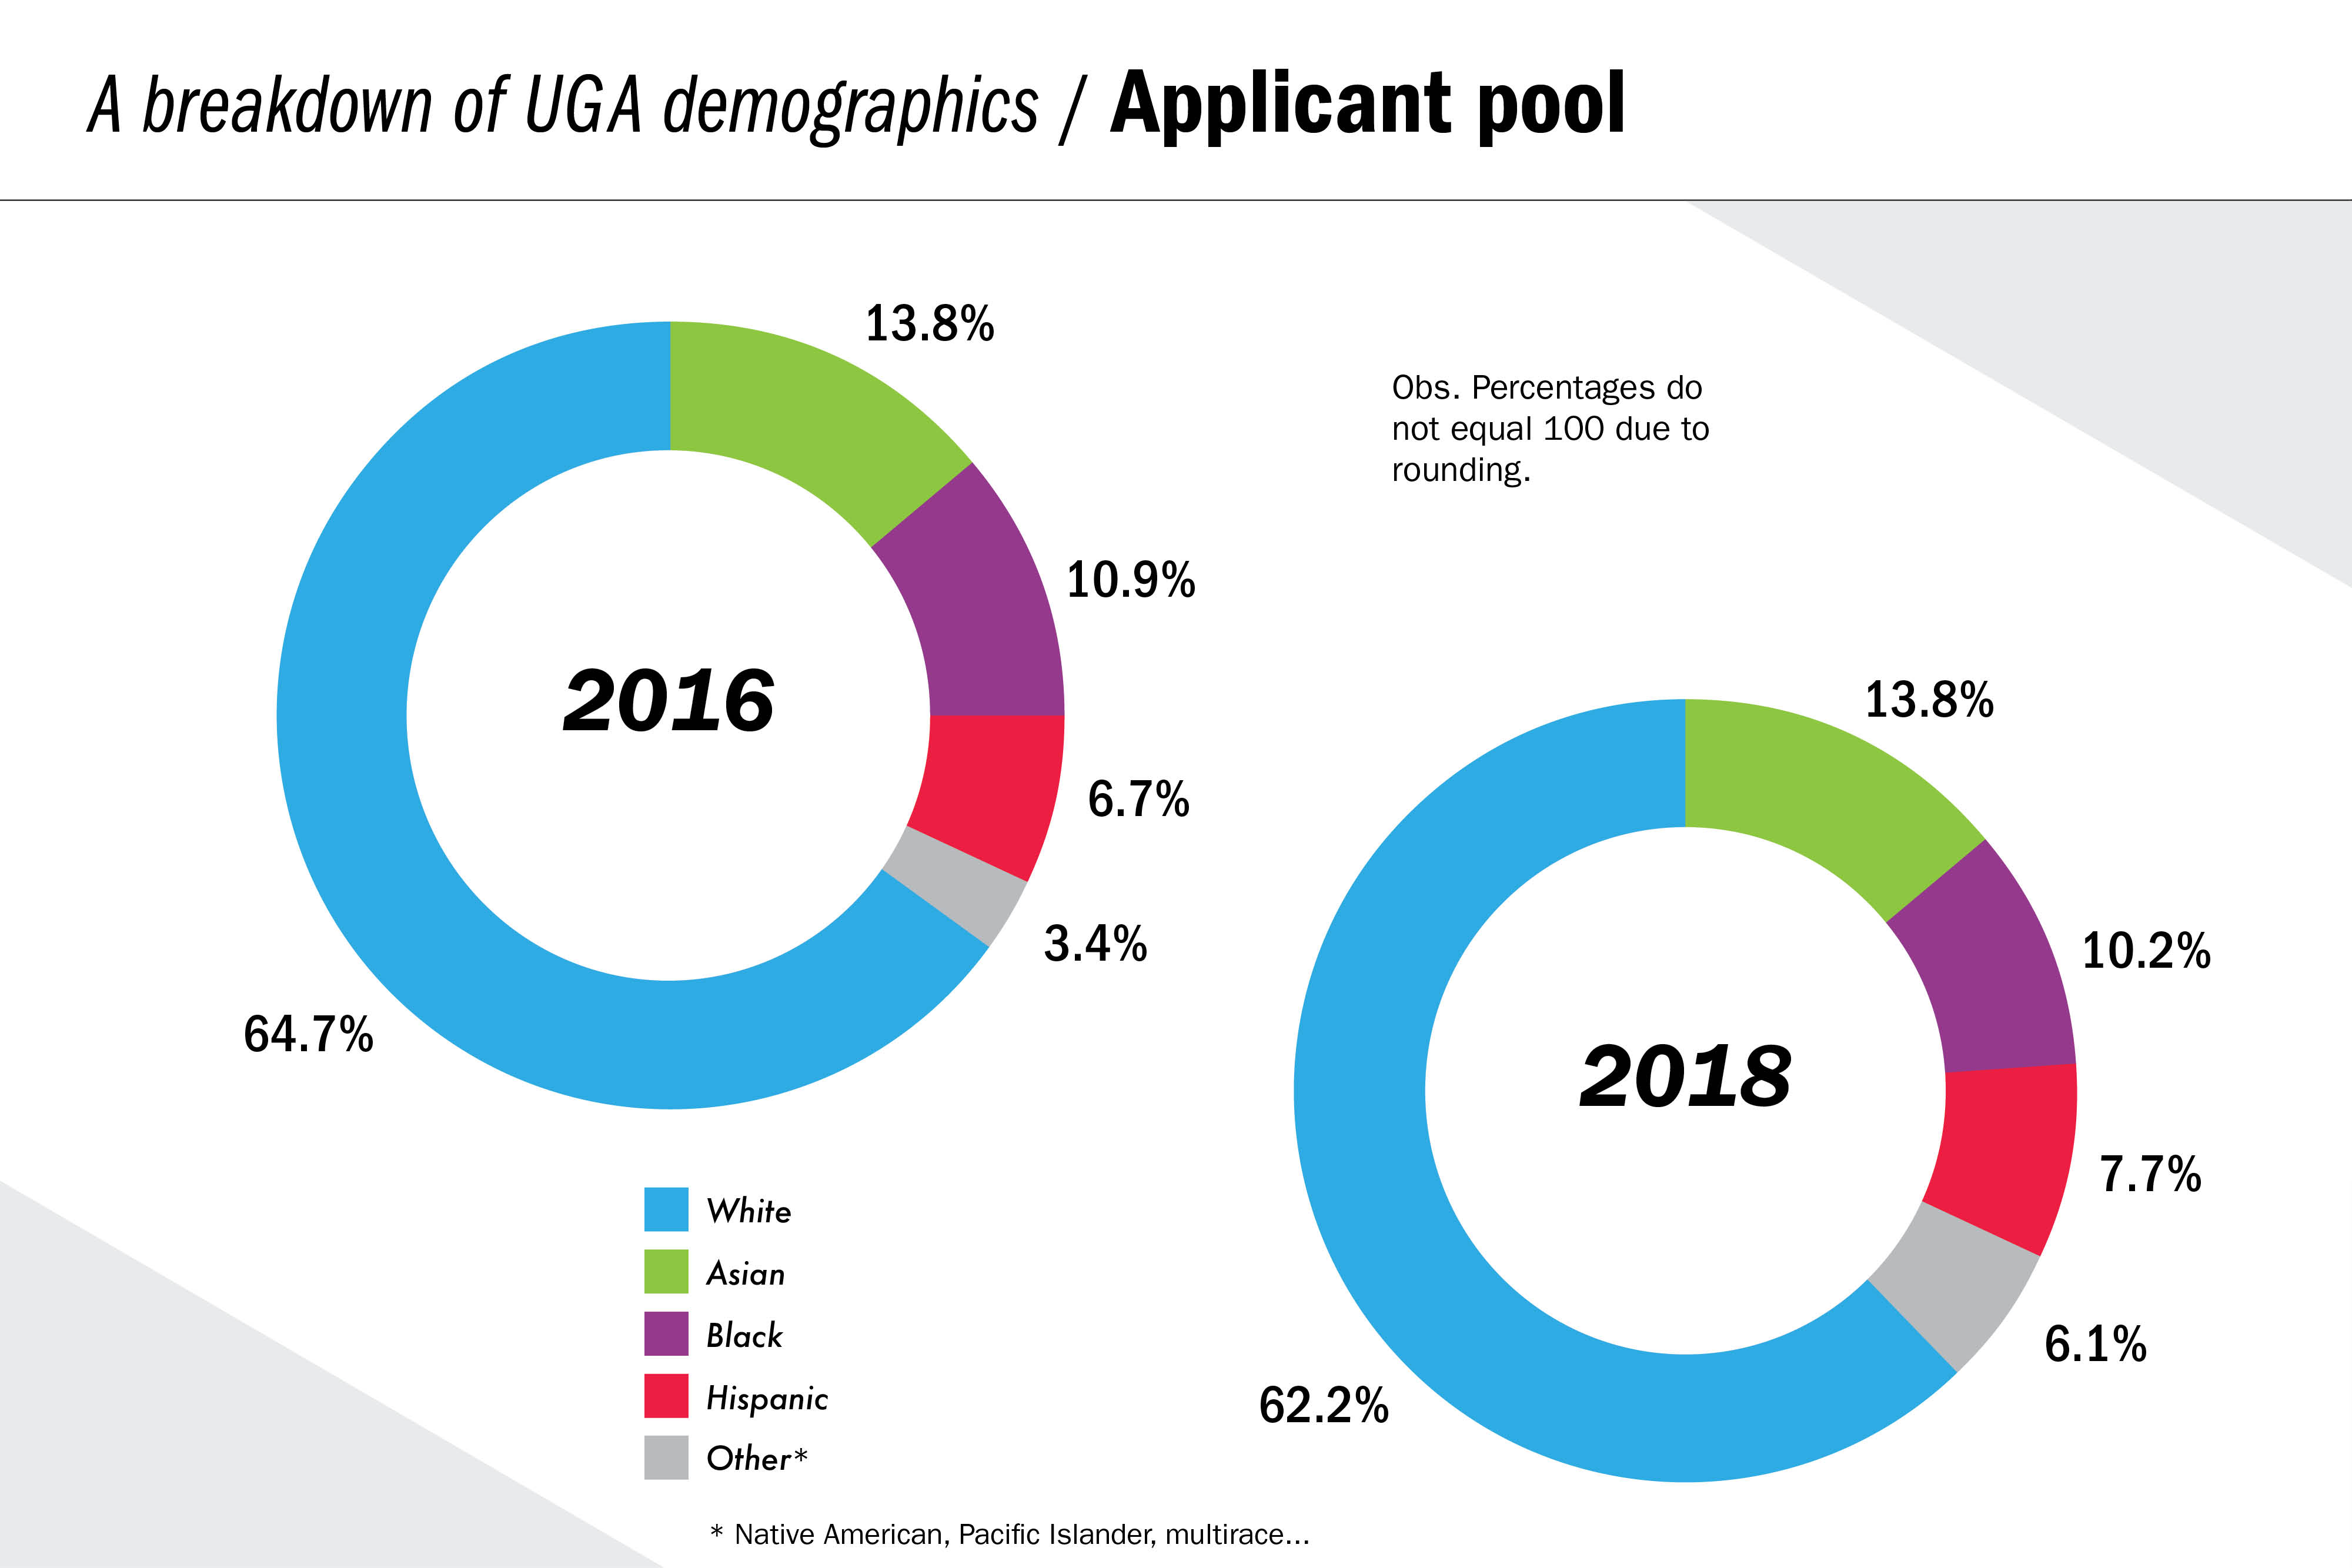 A breakdown of UGA demographics / Applicant pool
13.8%
10.9%
6.7%
3.4%
64.7%
2016
Obs. Percentages do
not equal 100 due to
rounding.
13.8%
10.2%
7.7%
6.1%
62.2%
2018
White
Asian
Black
Hispanic
Other*
* Native American, Pacific Islander, multirace...